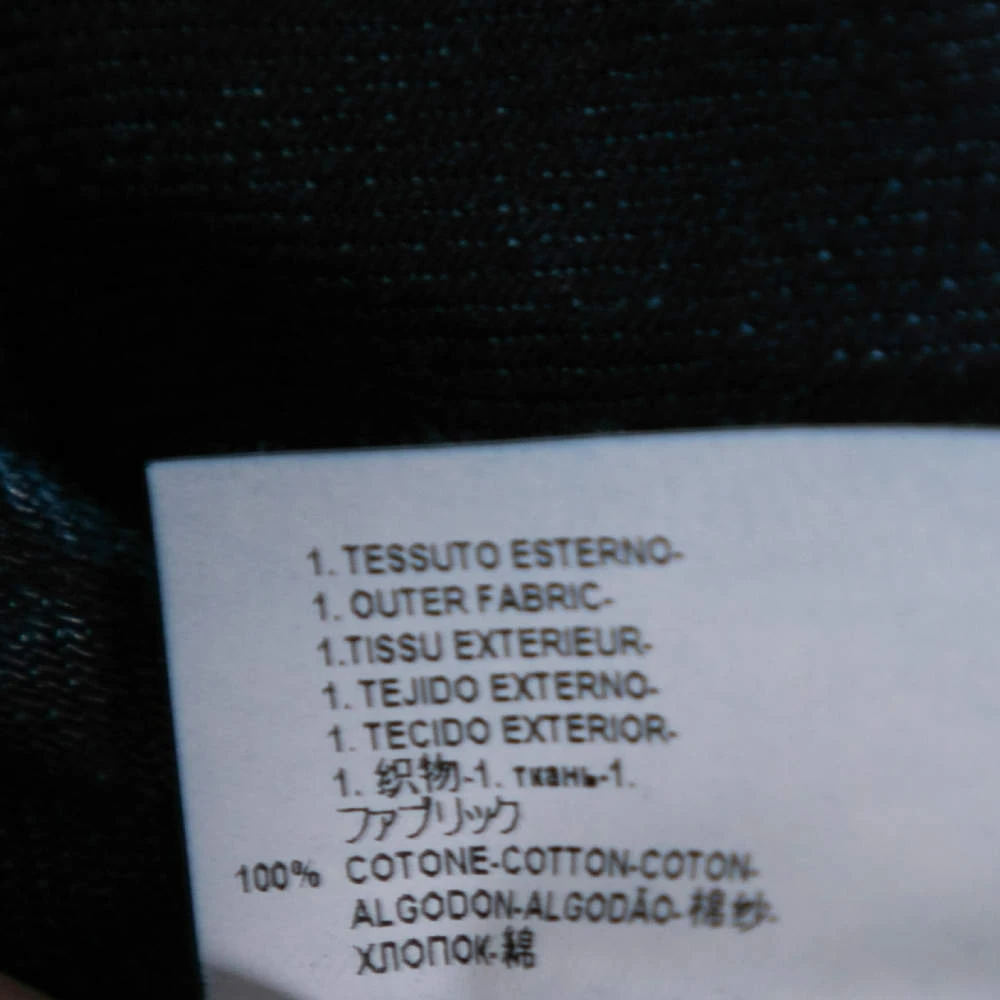 1. TESSUTO ESTERNO-
1. OUTER FABRIC-
1.TISSU EXTERIEUR-
1. TEJIDO EXTERNO-
1. TECIDO EXTERIOR-
1. 织物-1. ткань-1.
ファブリック
100% COTONE-COTTON-COTON-
ALGODON-ALGODÃO-棉纱-
ХЛОПОК-綿